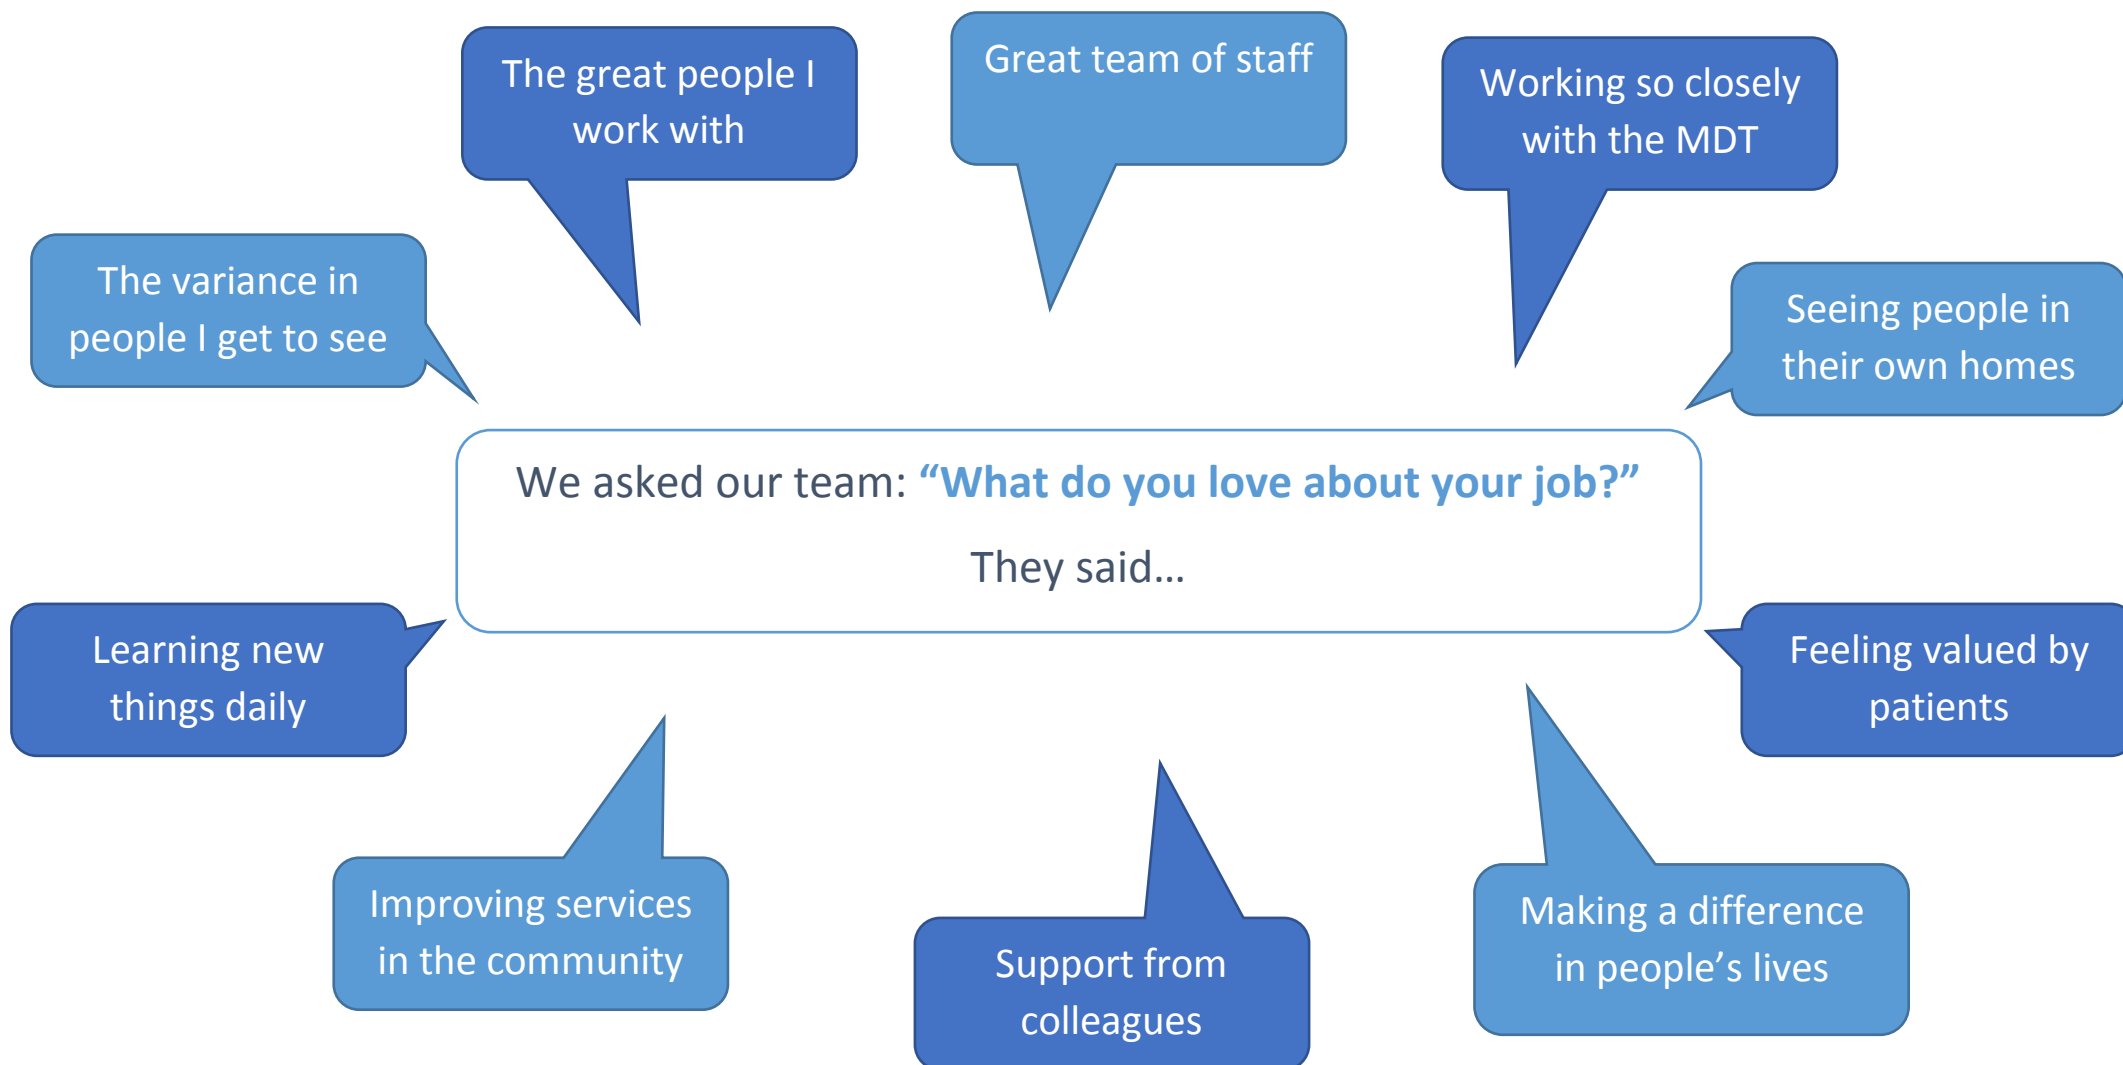 The great people I
work with
Great team of staff
Working so closely
with the MDT
The variance in
people I get to see
Seeing people in
their own homes
We asked our team: “What do you love about your job?”
They said…
Learning new
things daily
Feeling valued by
patients
Improving services
in the community
Support from
colleagues
Making a difference
in people’s lives